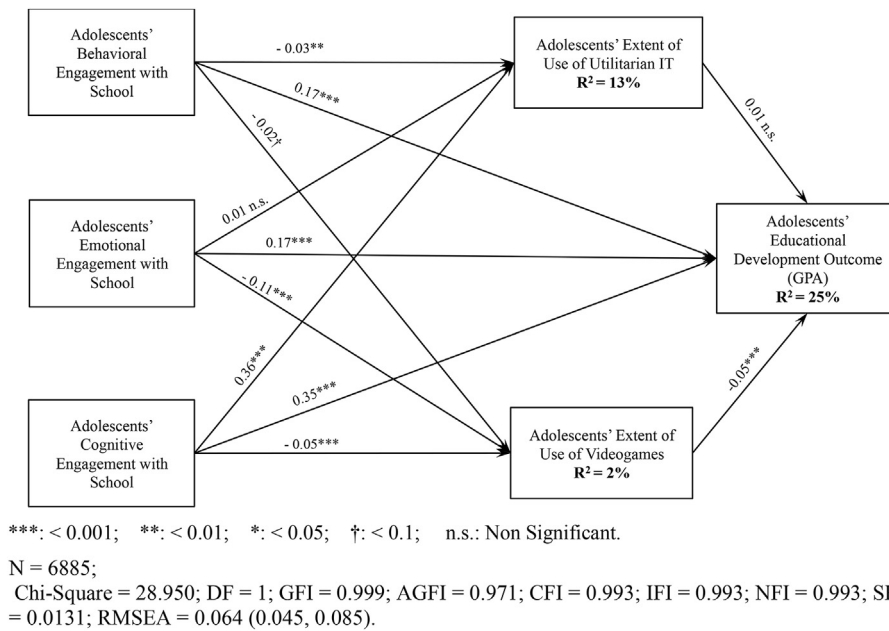 Adolescents'
Behavioral
Engagement with
School
- 0.03**
Adolescents' Extent of
Use of Utilitarian IT
R² = 13%
0.17***
- 0.02†
0.01 n.s.
0.01 n.s.
Adolescents'
Emotional
Engagement with
School
0.17***
Adolescents'
Educational
Development Outcome
(GPA)
R² = 25%
- 0.11***
0.36***
0.35***
-0.05***
Adolescents'
Cognitive
Engagement with
School
- 0.05***
Adolescents' Extent of
Use of Videogames
R² = 2%
***: < 0.001; **: < 0.01; *: < 0.05; †: < 0.1; n.s.: Non Significant.
N = 6885;
Chi-Square = 28.950; DF = 1; GFI = 0.999; AGFI = 0.971; CFI = 0.993; IFI = 0.993; NFI = 0.993;
= 0.0131; RMSEA = 0.064 (0.045, 0.085).